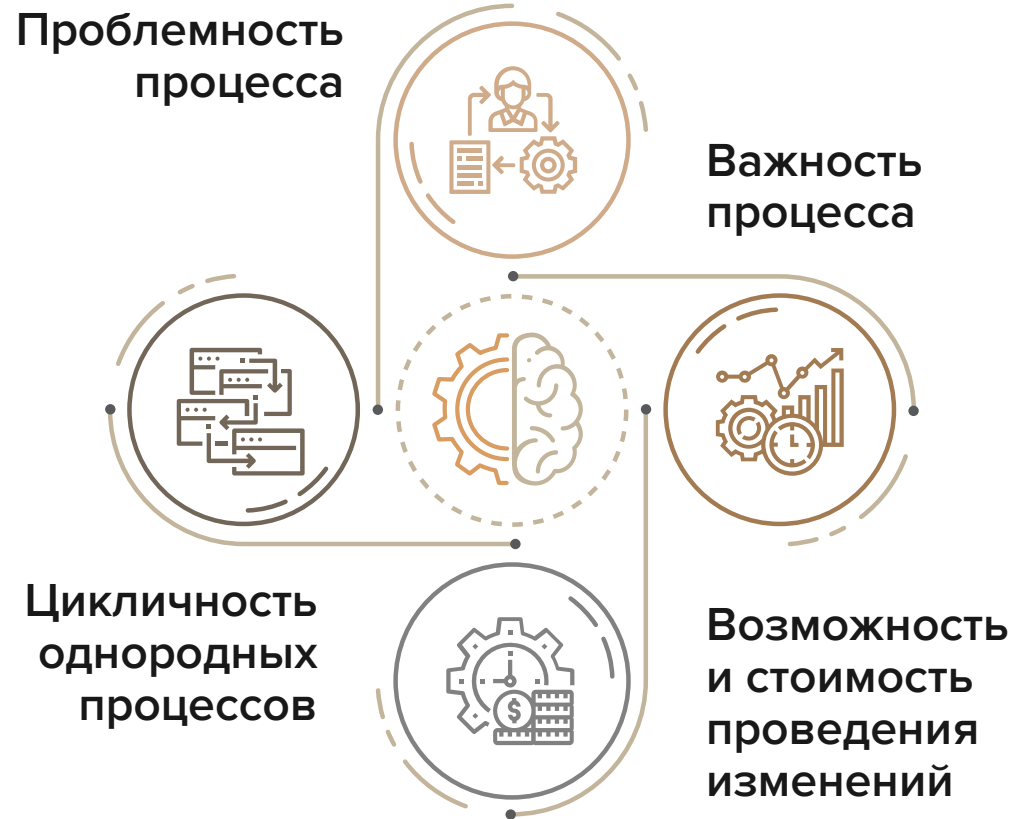 Проблемность
процесса
Важность
процесса
Цикличность
однородных
процессов
Возможность
и стоимость
проведения
изменений
$